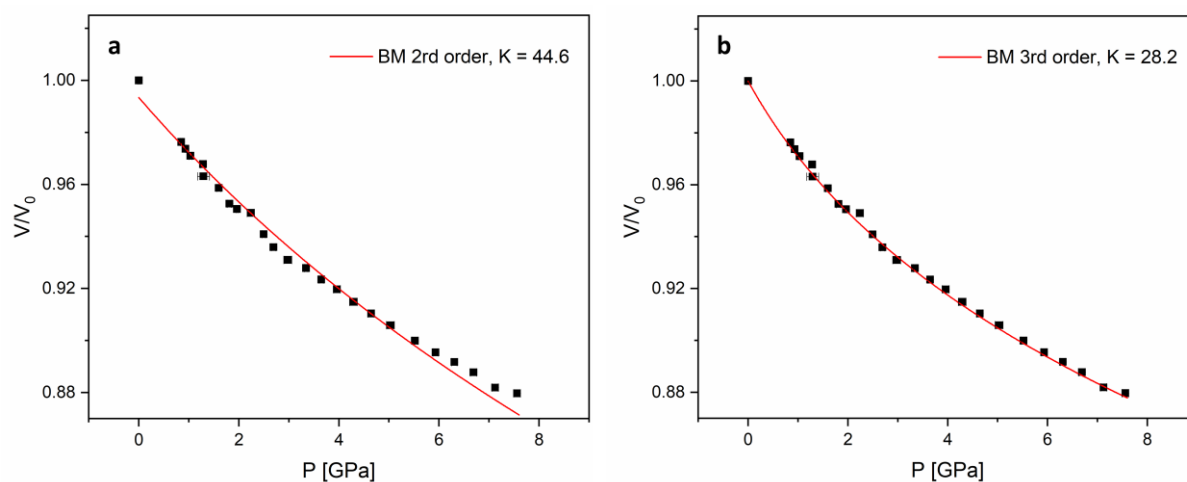 a
BM 2rd order, K = 44.6
1.00
0.96
0.92
0.88
V/V0
0
2
4
6
8
P [GPa]
b
BM 3rd order, K = 28.2
1.00
0.96
0.92
0.88
V/V0
0
2
4
6
8
P [GPa]